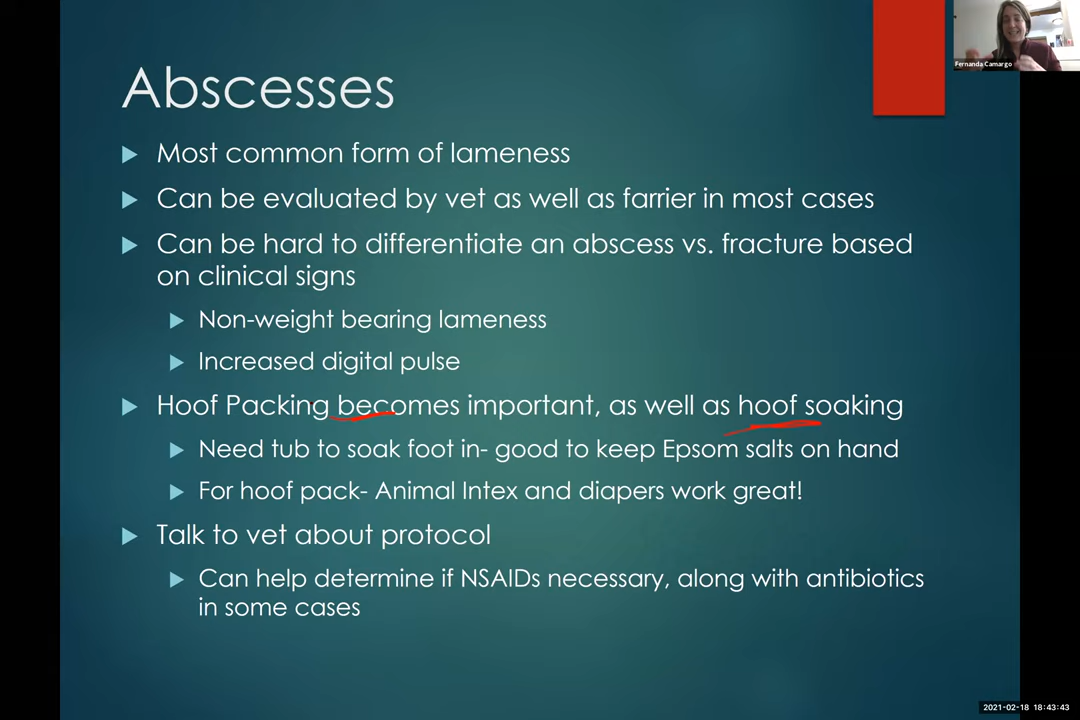 Fernanda Camargo
Abscesses
Most common form of lameness
Can be evaluated by vet as well as farrier in most cases
Can be hard to differentiate an abscess vs. fracture based
on clinical signs
Non-weight bearing lameness
Increased digital pulse
Hoof Packing becomes important, as well as hoof soaking
Need tub to soak foot in- good to keep Epsom salts on hand
For hoof pack- Animal Intex and diapers work great!
Talk to vet about protocol
Can help determine if NSAIDs necessary, along with antibiotics
in some cases
2021-02-18 18:43:43